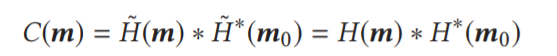 C(m) = H̃(m) ∗ H̃*(m₀) = H(m) ∗ H*(m₀)